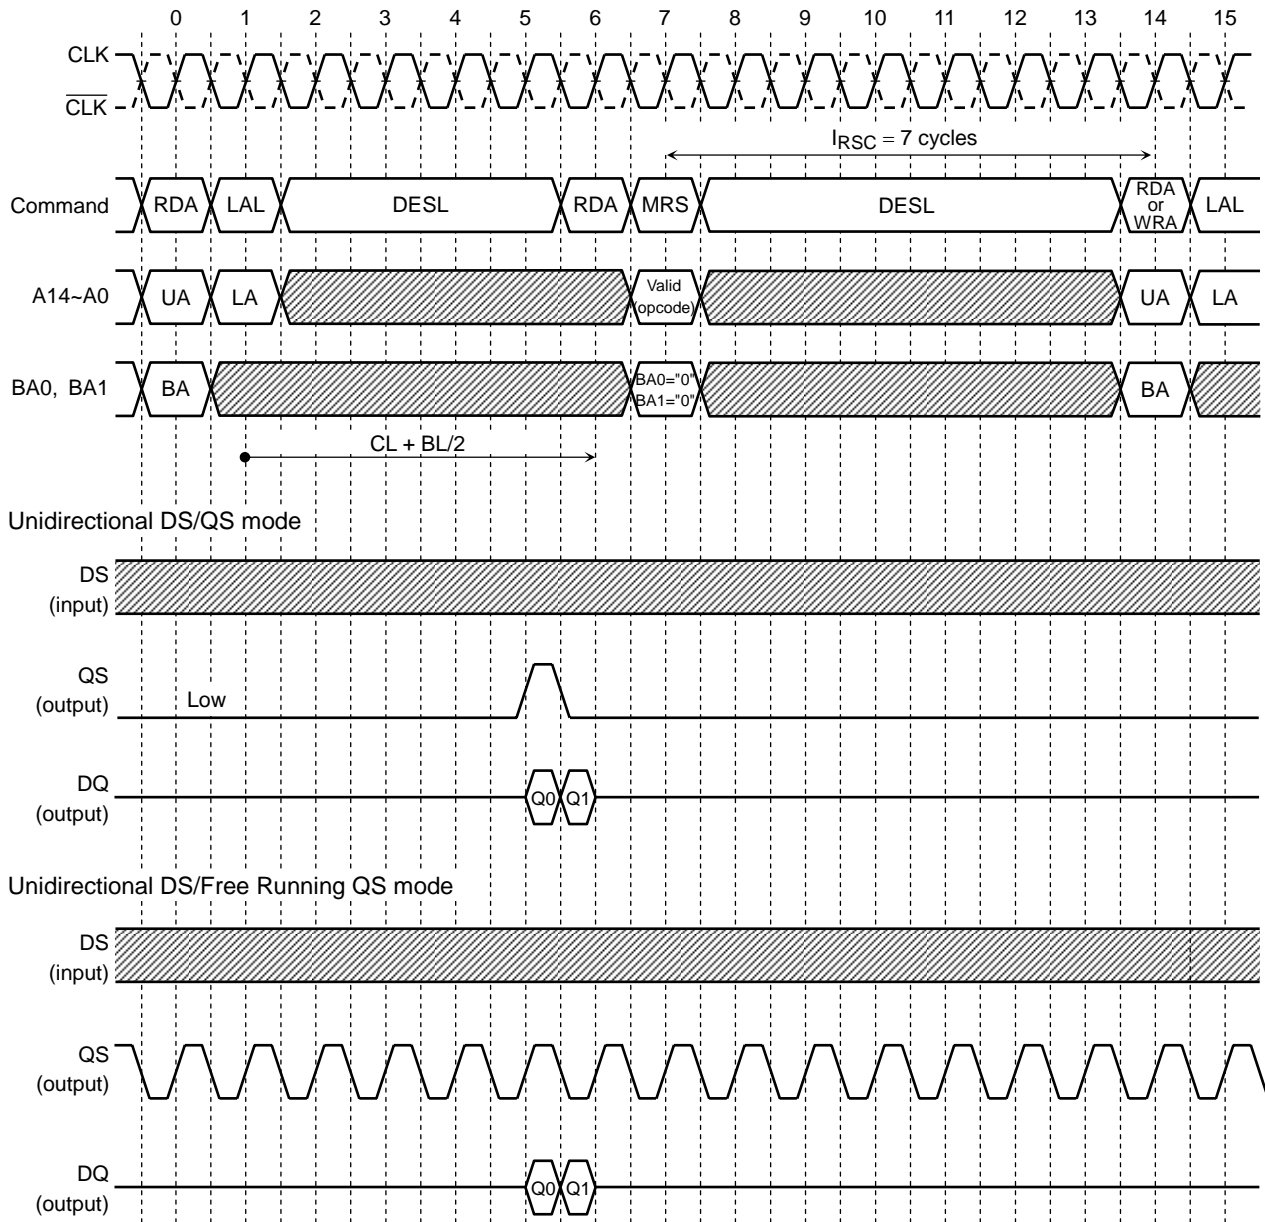 0 1 2 3 4 5 6 7 8 9 10 11 12 13 14 15
CLK
CLK
IRSC = 7 cycles
Command RDA LAL DESL RDA MRS DESL RDA or WRA LAL
A14~A0 UA LA Valid (opcode) UA LA
BA0, BA1 BA BA0="0" BA1="0" BA
CL + BL/2
Unidirectional DS/QS mode
DS
(input)
QS
(output)
Low
DQ
(output)
Q0 Q1
Unidirectional DS/Free Running QS mode
DS
(input)
QS
(output)
DQ
(output)
Q0 Q1